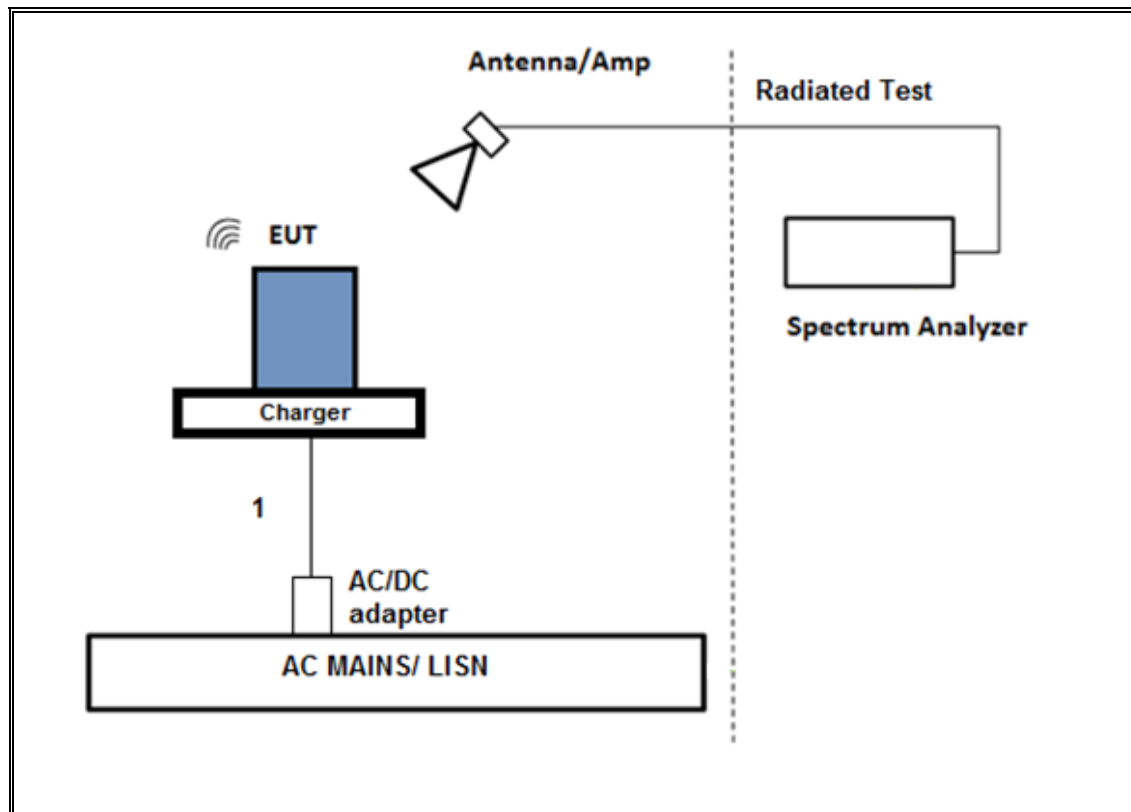 Antenna/Amp
Radiated Test
EUT
Spectrum Analyzer
Charger
1
AC/DC
adapter
AC MAINS/ LISN